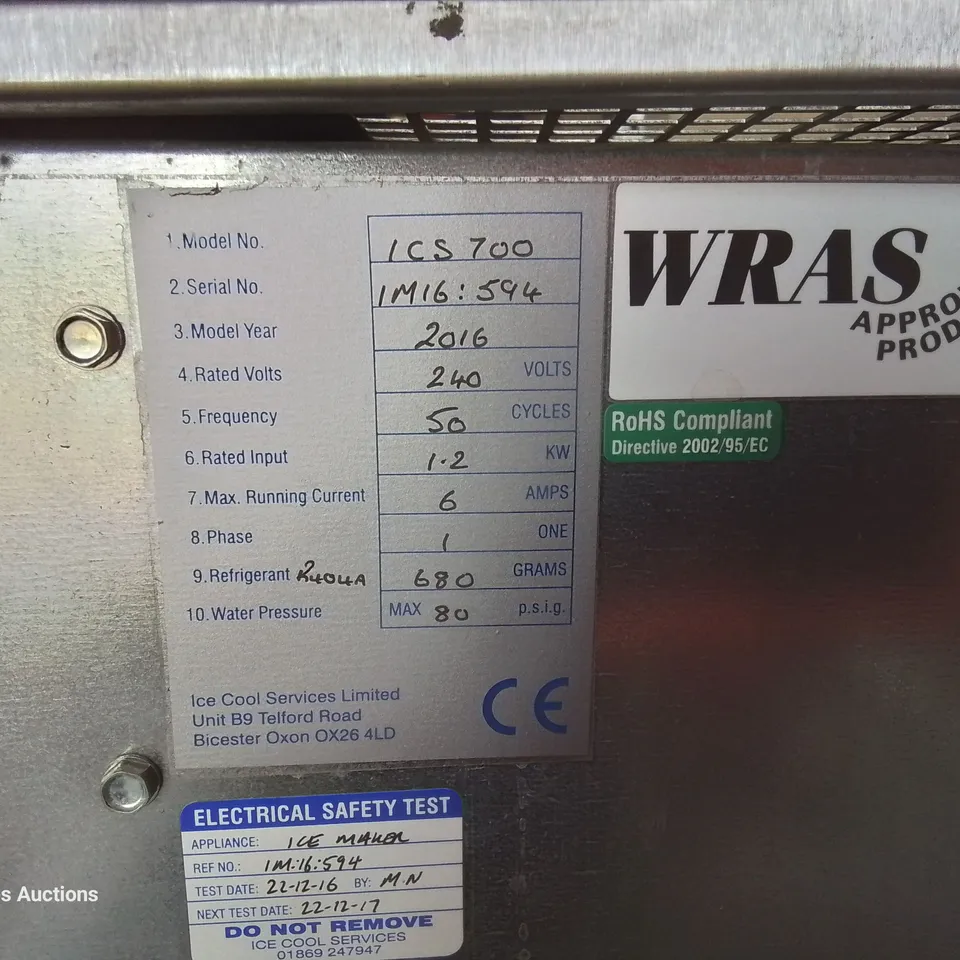 1.Model No. ICS 700
2.Serial No. IM16:594
3.Model Year 2016
4.Rated Volts 240 VOLTS
5.Frequency 50 CYCLES
6.Rated Input 1.2 KW
7.Max. Running Current 6 AMPS
8.Phase 1 ONE
9.Refrigerant R404A 680 GRAMS
10.Water Pressure MAX 80 p.s.i.g.
Ice Cool Services Limited
Unit B9 Telford Road
Bicester Oxon OX26 4LD
CE
WRAS
RoHS Compliant
Directive 2002/95/EC
ELECTRICAL SAFETY TEST
APPLIANCE: ICE MAKER
REF NO.: IM:16:594
TEST DATE: 22-12-16 BY: M.N
NEXT TEST DATE: 22-12-17
DO NOT REMOVE
ICE COOL SERVICES
01869 247947
s Auctions